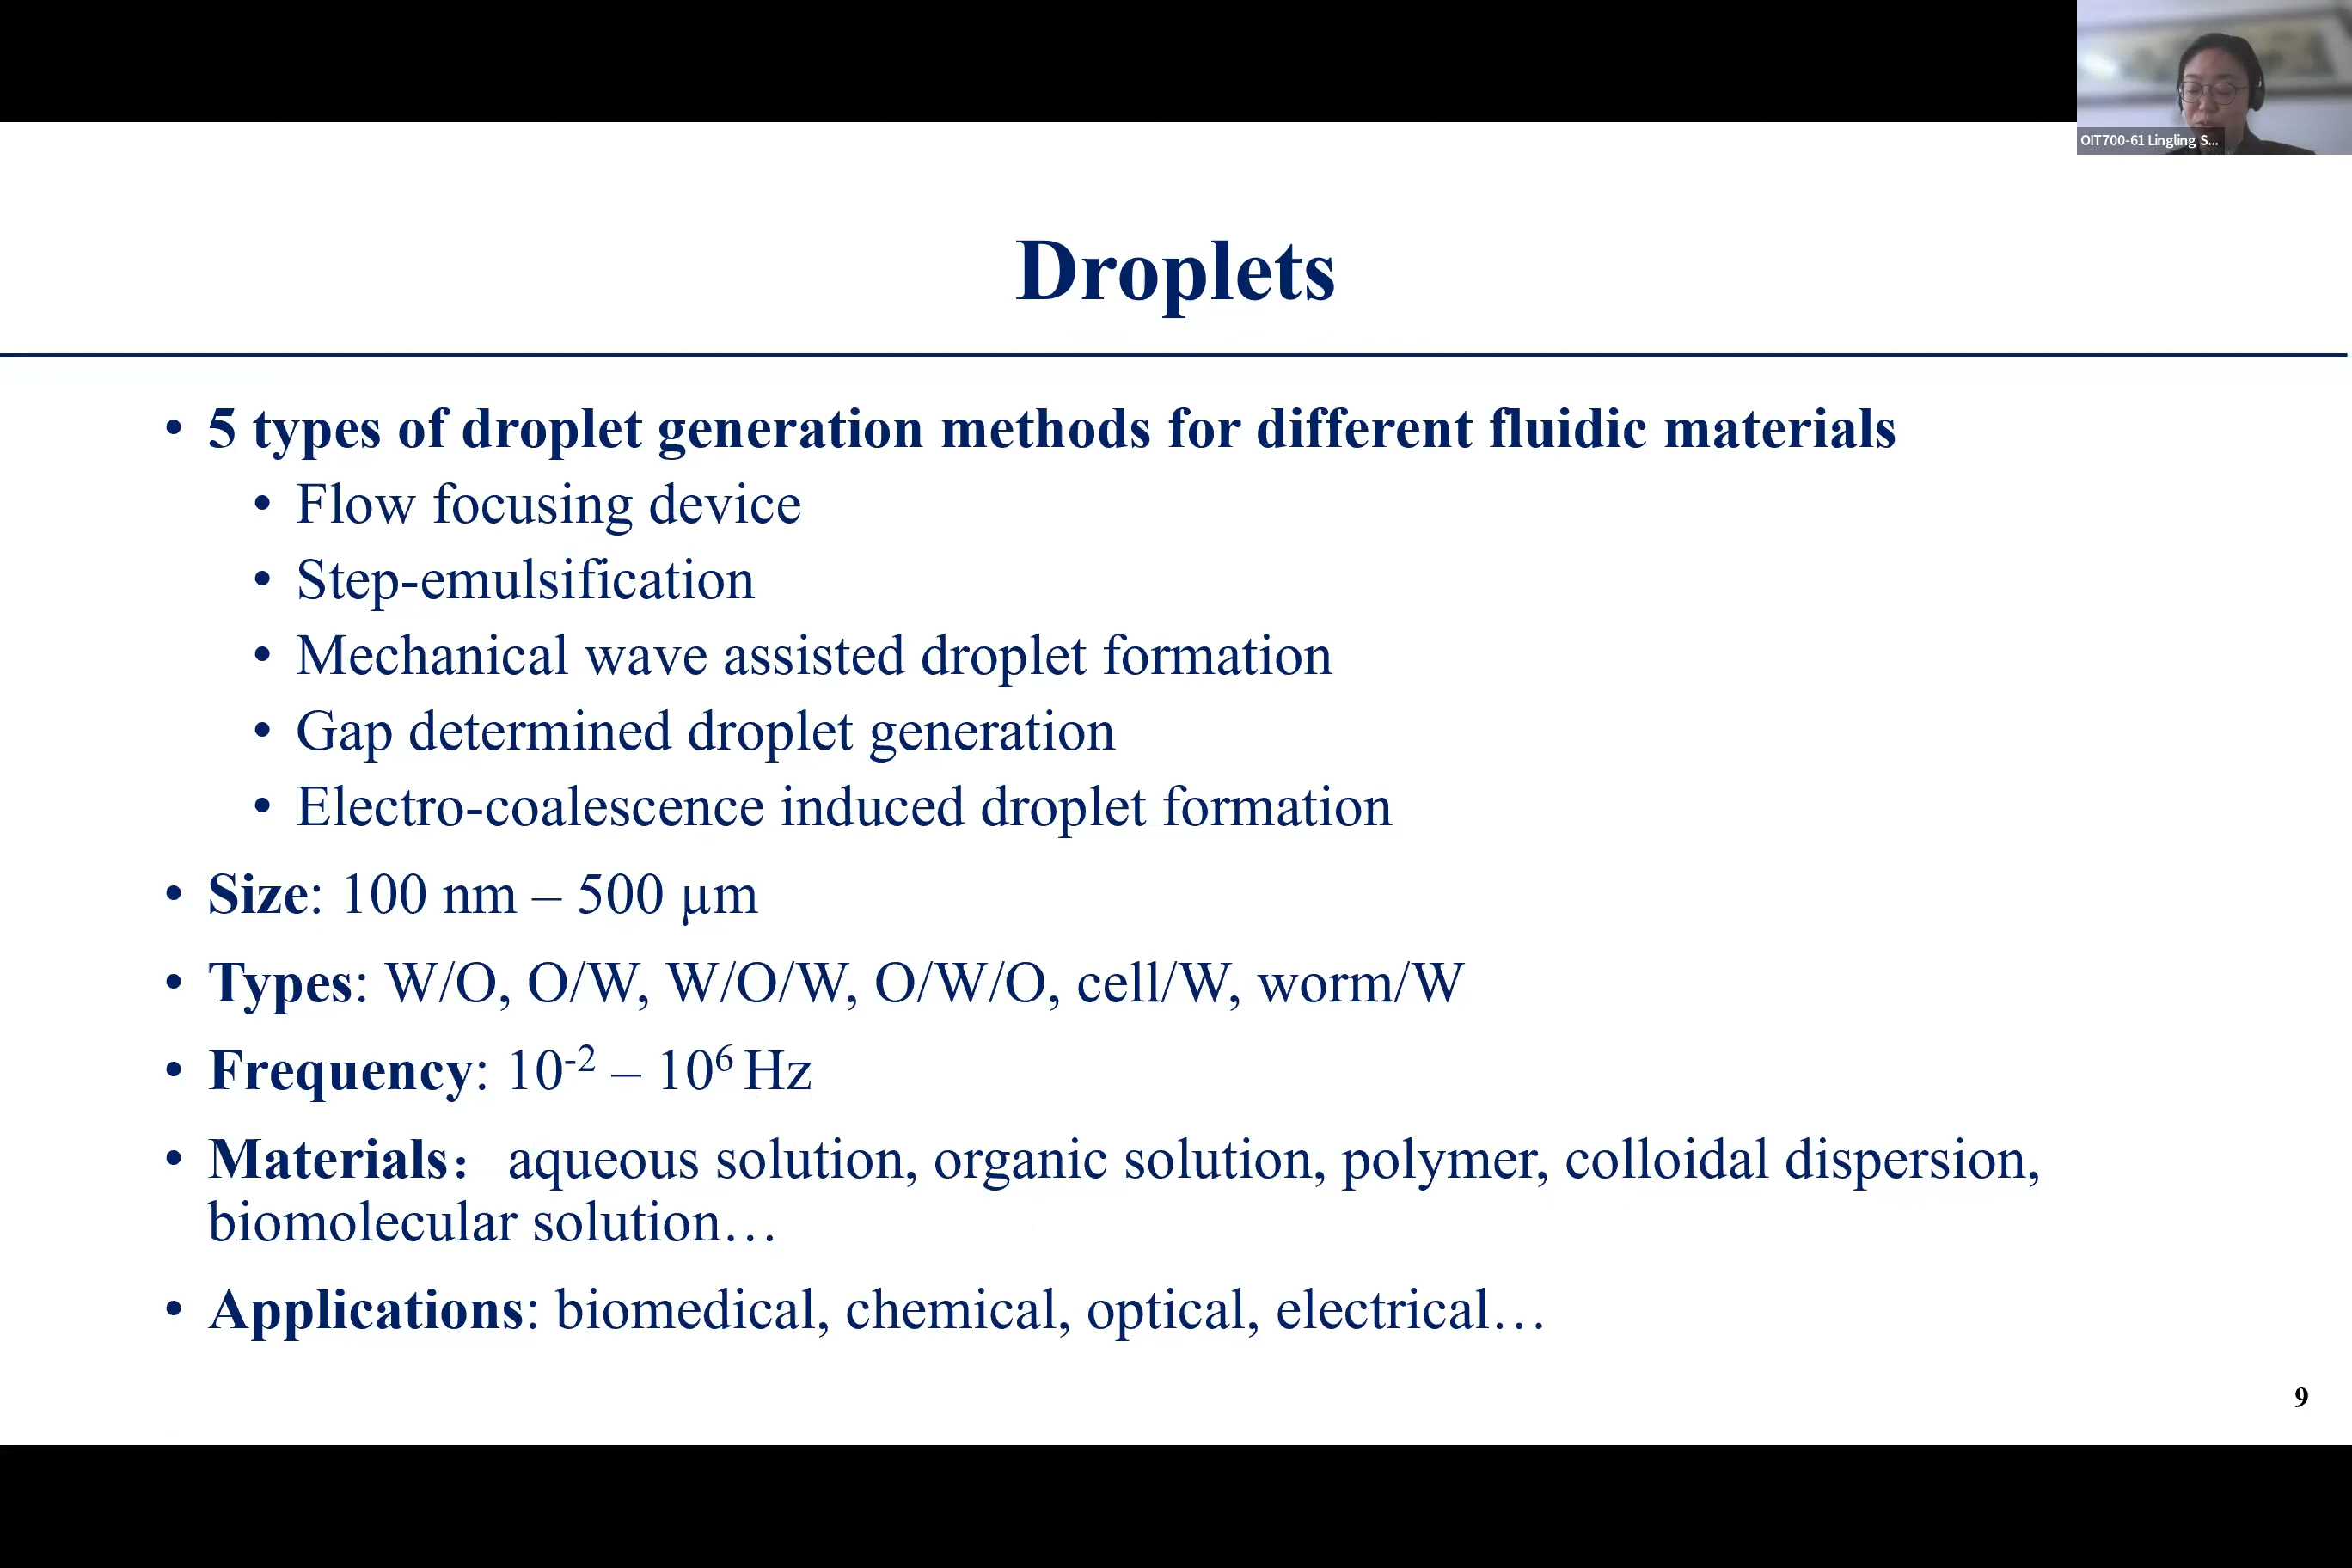 OIT700-61 Lingling S...
Droplets
• 5 types of droplet generation methods for different fluidic materials
• Flow focusing device
• Step-emulsification
• Mechanical wave assisted droplet formation
• Gap determined droplet generation
• Electro-coalescence induced droplet formation
• Size: 100 nm – 500 µm
• Types: W/O, O/W, W/O/W, O/W/O, cell/W, worm/W
• Frequency: 10⁻² – 10⁶ Hz
• Materials： aqueous solution, organic solution, polymer, colloidal dispersion,
biomolecular solution…
• Applications: biomedical, chemical, optical, electrical…
9